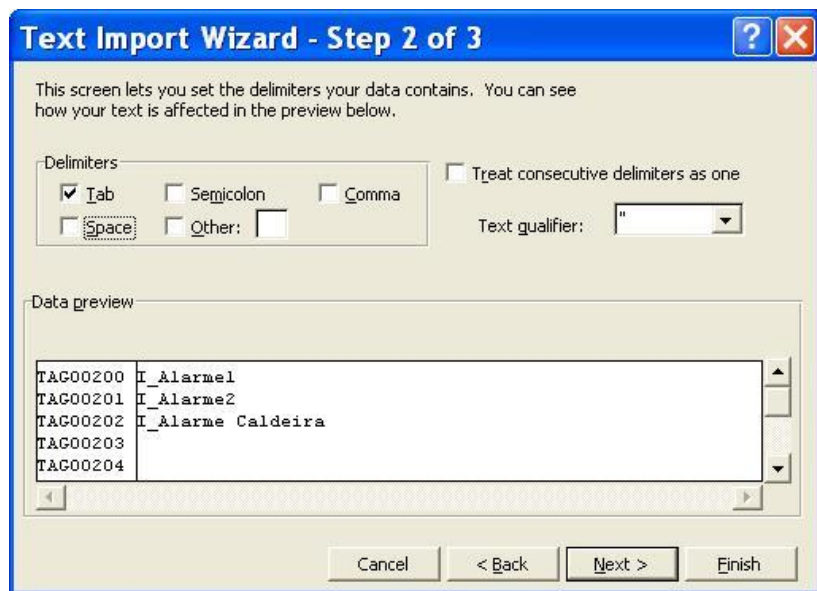 Text Import Wizard - Step 2 of 3
This screen lets you set the delimiters your data contains.  You can see
how your text is affected in the preview below.
Delimiters
Tab
Semicolon
Comma
Space
Other:
Treat consecutive delimiters as one
Text qualifier: "
Data preview
TAG00200 I_Alarme1
TAG00201 I_Alarme2
TAG00202 I_Alarme Caldeira
TAG00203
TAG00204
Cancel
< Back
Next >
Finish